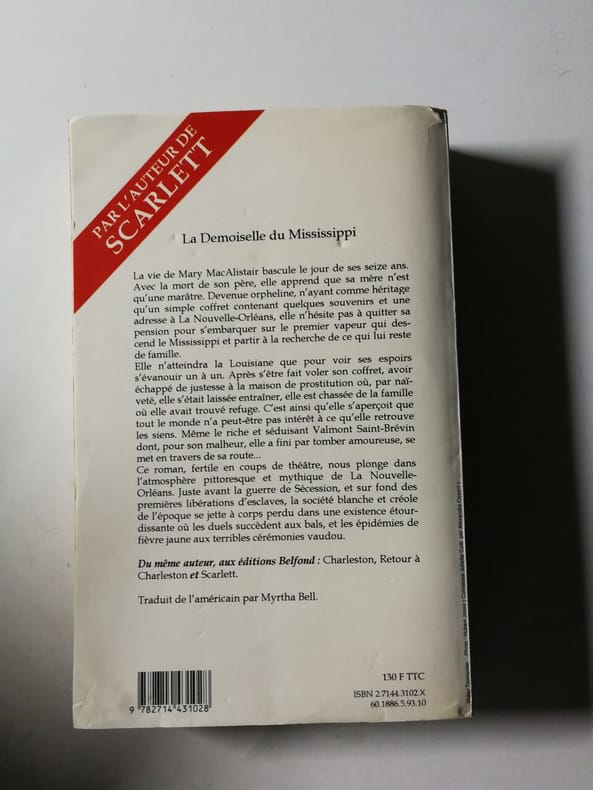 PAR L'AUTEUR DE
SCARLETT
La Demoiselle du Mississippi
La vie de Mary MacAlistair bascule le jour de ses seize ans.
Avec la mort de son père, elle apprend que sa mère n'est
qu'une marâtre. Devenue orpheline, n'ayant comme héritage
qu'un simple coffret contenant quelques souvenirs et une
adresse à La Nouvelle-Orléans, elle n'hésite pas à quitter sa
pension pour s'embarquer sur le premier vapeur qui des-
cend le Mississippi et partir à la recherche de ce qui lui reste
de famille.
Elle n'atteindra la Louisiane que pour voir ses espoirs
s'évanouir un à un. Après s'être fait voler son coffret, avoir
échappé de justesse à la maison de prostitution où, par naï-
veté, elle s'était laissée entraîner, elle est chassée de la famille
où elle avait trouvé refuge. C'est ainsi qu'elle s'aperçoit que
tout le monde n'a peut-être pas intérêt à ce qu'elle retrouve
les siens. Même le riche et séduisant Valmont Saint-Brévin
dont, pour son malheur, elle a fini par tomber amoureuse, se
met en travers de sa route...
Ce roman, fertile en coups de théâtre, nous plonge dans
l'atmosphère pittoresque et mythique de La Nouvelle-
Orléans. Juste avant la guerre de Sécession, et sur fond des
premières libérations d'esclaves, la société blanche et créole
de l'époque se jette à corps perdu dans une existence étour-
dissante où les duels succèdent aux bals, et les épidémies de
fièvre jaune aux terribles cérémonies vaudou.
Du même auteur, aux éditions Belfond : Charleston, Retour à
Charleston et Scarlett.
Traduit de l'américain par Myrtha Bell.
130 F TTC
ISBN 2.7144.3102.X
60.1886.5.93.10
9 782714 431028